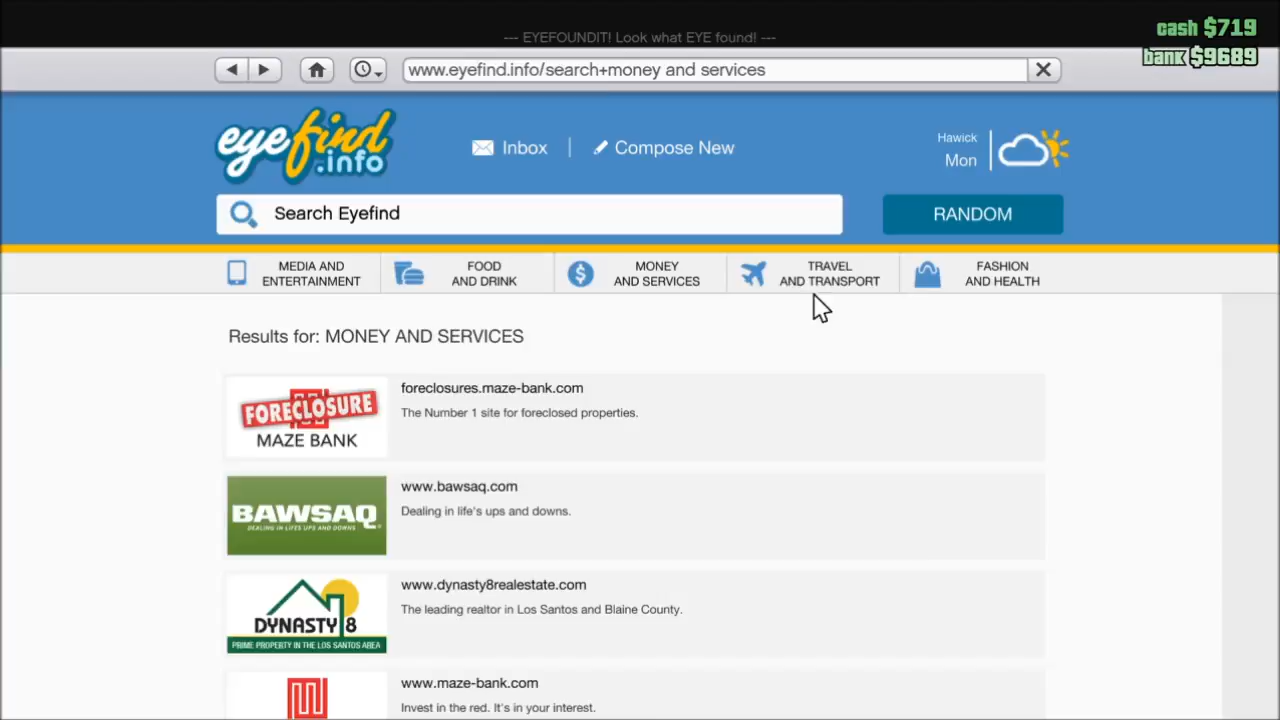 cash $719
--- EYEFOUNDIT! Look what EYE found! ---
bank $9689
www.eyefind.info/search+money and services
eyefind
.info
Inbox
Compose New
Hawick
Mon
Search Eyefind
RANDOM
MEDIA AND
ENTERTAINMENT
FOOD
AND DRINK
MONEY
AND SERVICES
TRAVEL
AND TRANSPORT
FASHION
AND HEALTH
Results for: MONEY AND SERVICES
FORECLOSURE
MAZE BANK
foreclosures.maze-bank.com
The Number 1 site for foreclosed properties.
BAWSAQ
DEALING IN LIFE'S UPS AND DOWNS
www.bawsaq.com
Dealing in life's ups and downs.
DYNASTY 8
PRIME PROPERTY IN THE LOS SANTOS AREA
www.dynasty8realestate.com
The leading realtor in Los Santos and Blaine County.
www.maze-bank.com
Invest in the red. It's in your interest.